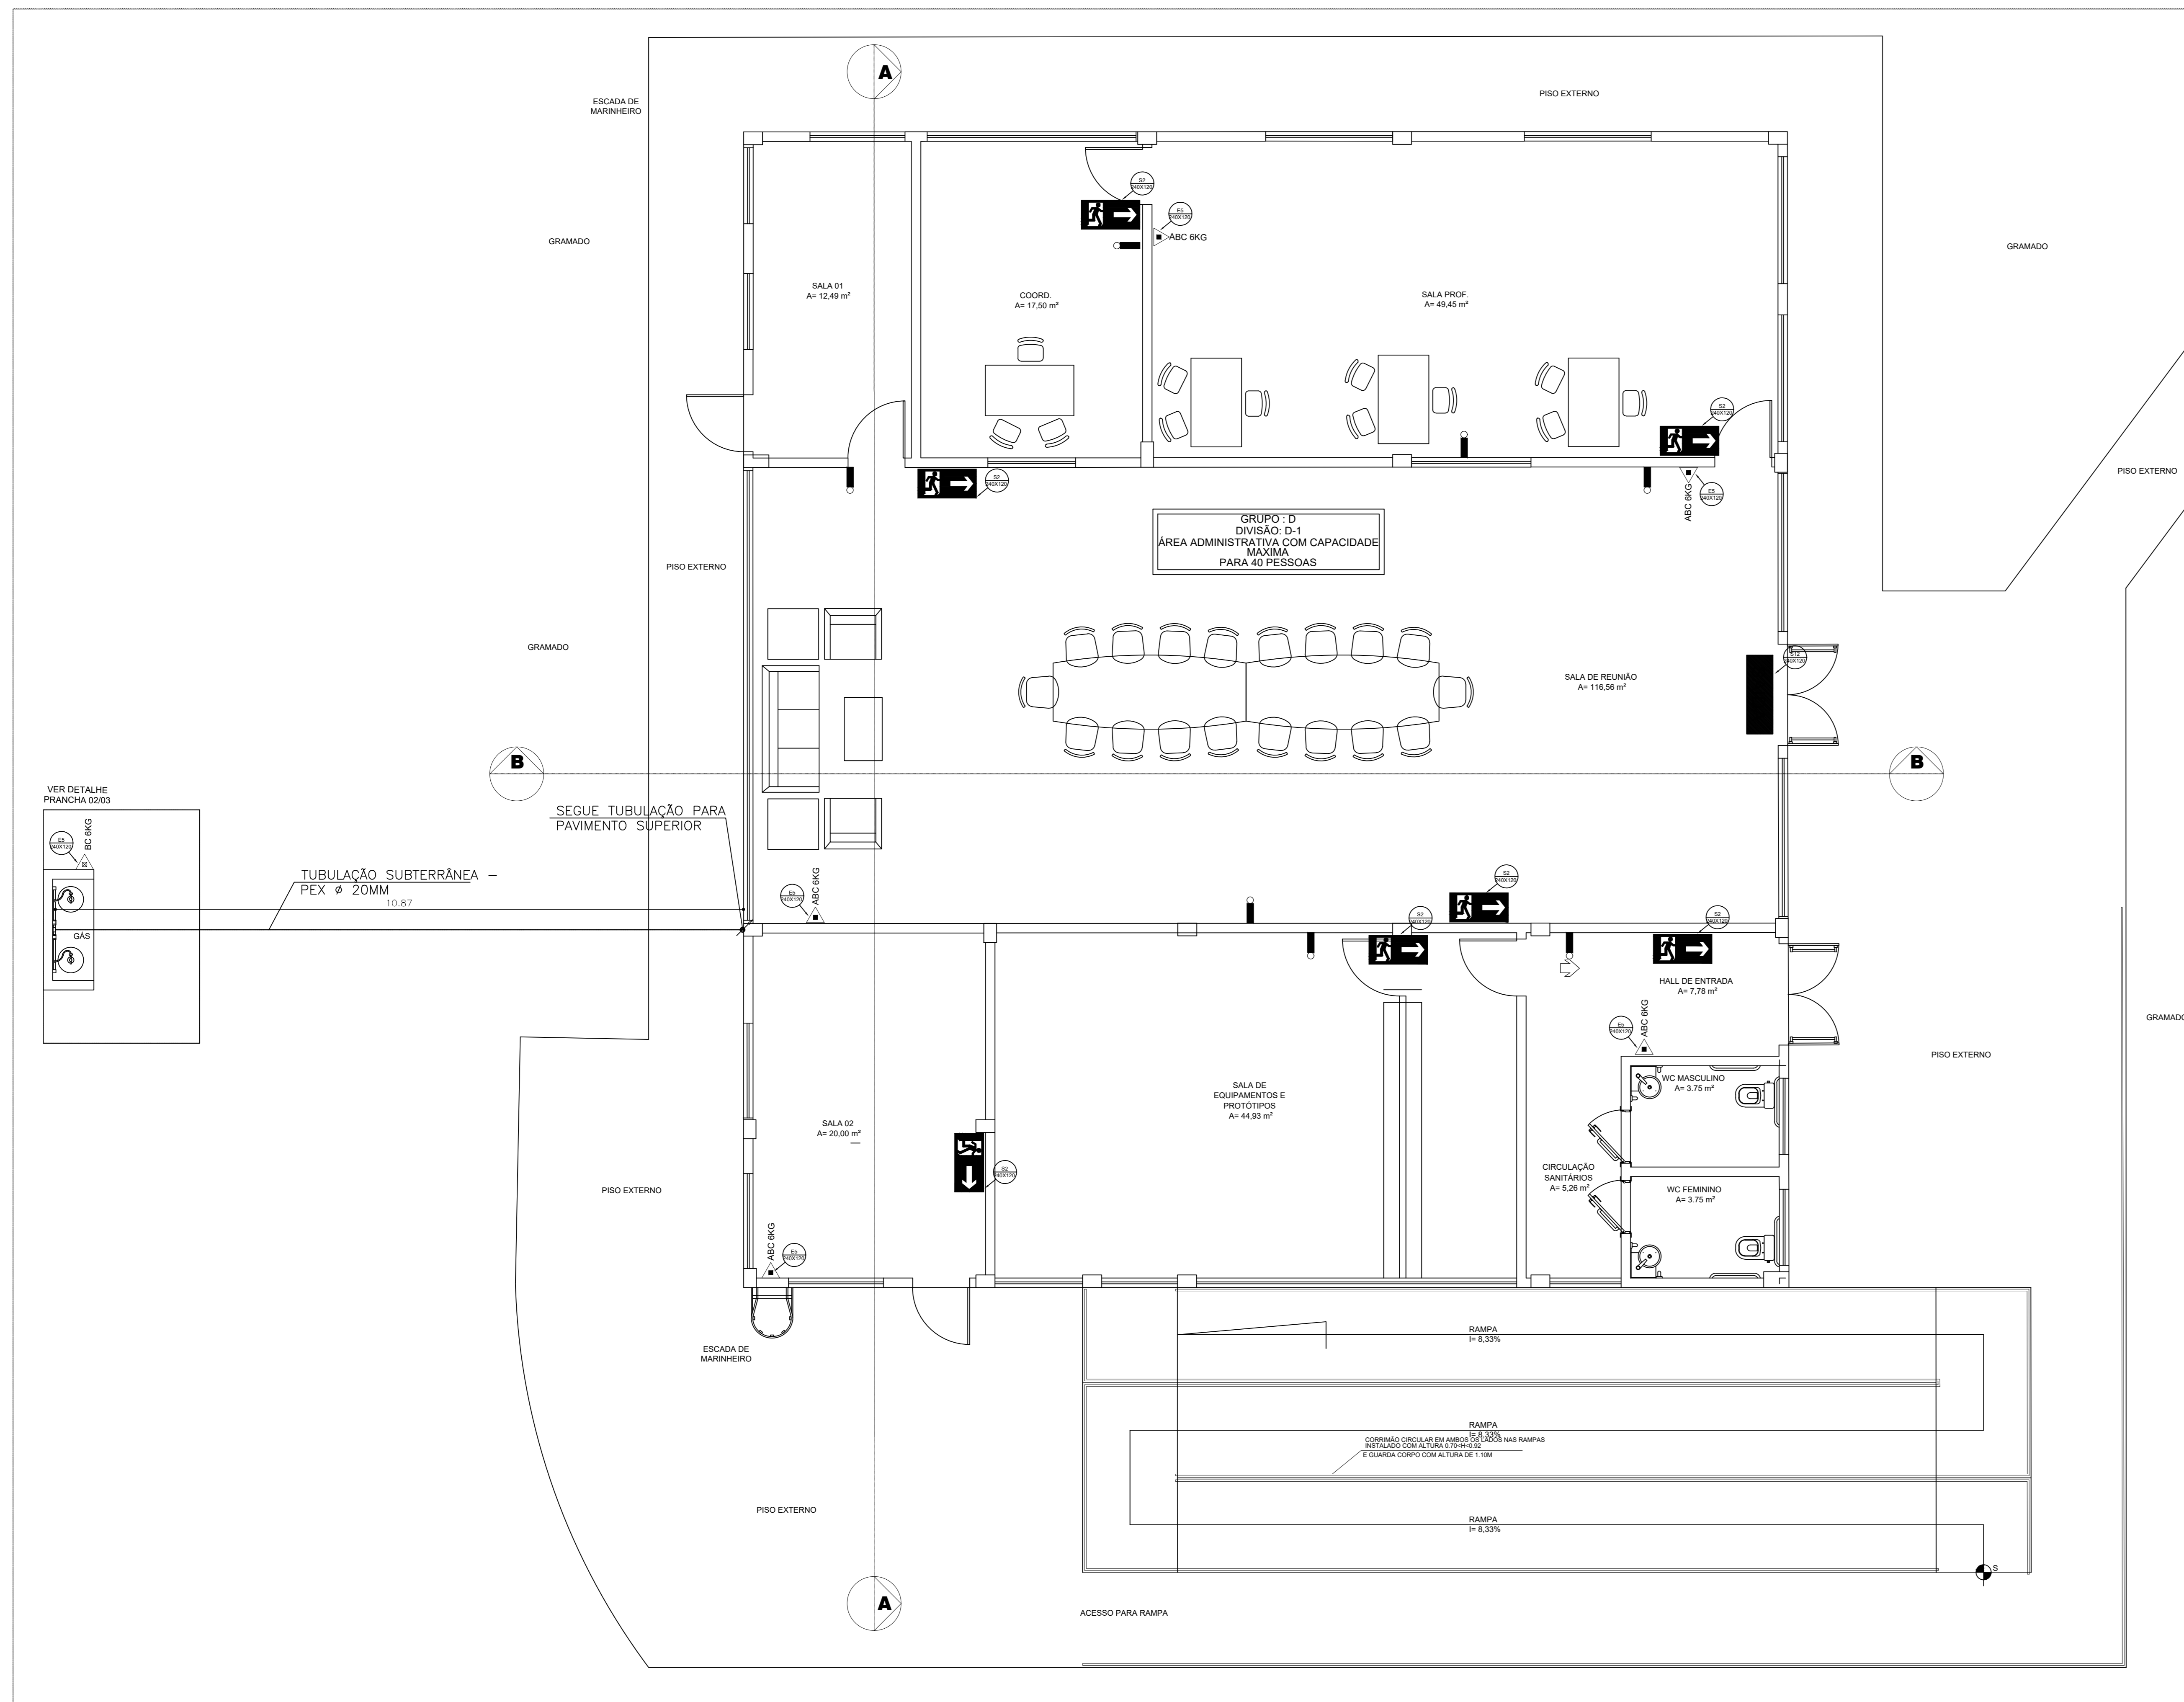 A
PISO EXTERNO
ESCADA DE
MARINHEIRO
S2
240X120
E5
240X120
ABC 6KG
GRAMADO
GRAMADO
SALA 01
A= 12,49 m²
COORD.
A= 17,50 m²
SALA PROF.
A= 49,45 m²
S2
240X120
PISO EXTERNO
S2
240X120
ABC 6KG
E5
240X120
GRUPO : D
DIVISÃO: D-1
ÁREA ADMINISTRATIVA COM CAPACIDADE
MAXIMA
PARA 40 PESSOAS
PISO EXTERNO
GRAMADO
S12
240X120
SALA DE REUNIÃO
A= 116,56 m²
B
B
VER DETALHE
PRANCHA 02/03
SEGUE TUBULAÇÃO PARA
PAVIMENTO SUPERIOR
E5
240X120
BC 6KG
TUBULAÇÃO SUBTERRÂNEA –
PEX ø 20MM
10.87
GÁS
E5
240X120
ABC 6KG
S2
240X120
S2
240X120
S2
240X120
HALL DE ENTRADA
A= 7,78 m²
E5
240X120
ABC 6KG
GRAMADO
PISO EXTERNO
WC MASCULINO
A= 3.75 m²
SALA DE
EQUIPAMENTOS E
PROTÓTIPOS
A= 44,93 m²
SALA 02
A= 20,00 m²
S2
240X120
CIRCULAÇÃO
SANITÁRIOS
A= 5,26 m²
WC FEMININO
A= 3.75 m²
PISO EXTERNO
ABC 6KG
E5
240X120
ESCADA DE
MARINHEIRO
RAMPA
I= 8,33%
RAMPA
I= 8,33%
CORRIMÃO CIRCULAR EM AMBOS OS LADOS NAS RAMPAS
INSTALADO COM ALTURA 0.70<H<0.92
E GUARDA CORPO COM ALTURA DE 1.10M
PISO EXTERNO
RAMPA
I= 8,33%
S
A
ACESSO PARA RAMPA